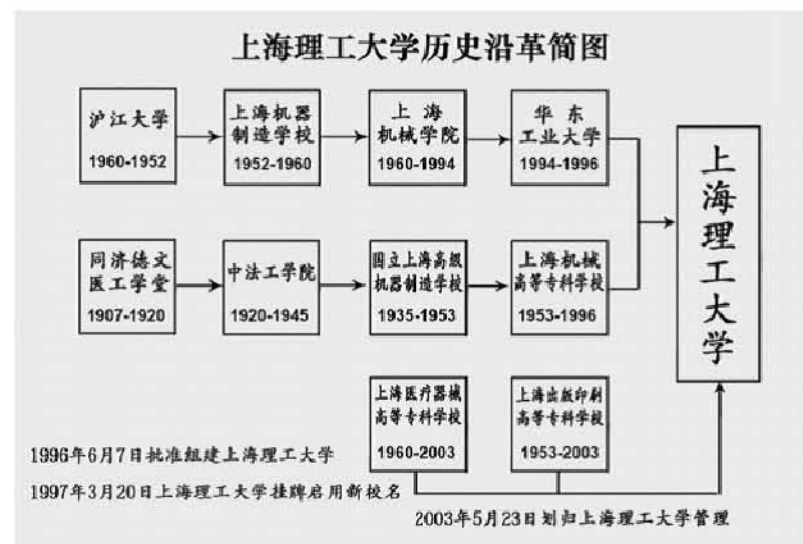 上海理工大学历史沿革简图
沪江大学
1960-1952
上海机器
制造学校
1952-1960
上 海
机械学院
1960-1994
华 东
工业大学
1994-1996
上海理工大学
同济德文
医工学堂
1907-1920
中法工学院
1920-1945
国立上海高级
机器制造学校
1935-1953
上海机械
高等专科学校
1953-1996
上海医疗器械
高等专科学校
1960-2003
上海出版印刷
高等专科学校
1953-2003
1996年6月7日批准组建上海理工大学
1997年3月20日上海理工大学挂牌启用新校名
2003年5月23日划归上海理工大学管理